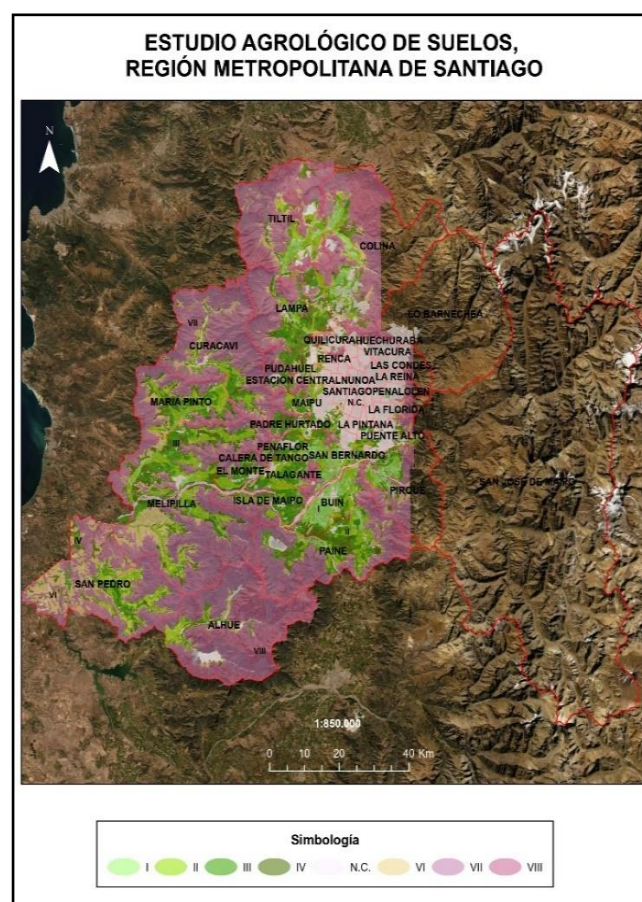 ESTUDIO AGROLÓGICO DE SUELOS,
REGIÓN METROPOLITANA DE SANTIAGO
N
TILTIL
COLINA
LO BARNECHEA
LAMPA
VII
CURACAVI
QUILICURA HUECHURABA
VITACURA
RENCA
PUDAHUEL
LAS CONDES
ESTACIÓN CENTRAL NUNOA
LA REINA
SANTIAGO PENALOLEN
MARIA PINTO
MAIPU
N.C.
LA FLORIDA
PADRE HURTADO
LA PINTANA
PUENTE ALTO
III
PENAFLOR
CALERA DE TANGO
SAN BERNARDO
EL MONTE
TALAGANTE
PIRQUE
SAN JOSE DE MAIPO
MELIPILLA
ISLA DE MAIPO
BUIN
I
II
PAINE
IV
SAN PEDRO
VI
ALHUE
VIII
1:850.000
0 10 20 40 Km
Simbología
I II III IV N.C. VI VII VIII